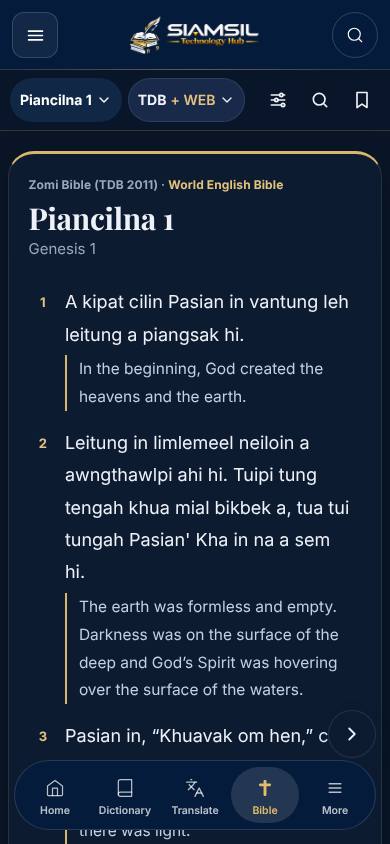 SIAMSIL
Technology Hub
Piancilna 1
TDB + WEB
Zomi Bible (TDB 2011) · World English Bible
Piancilna 1
Genesis 1
1 A kipat cilin Pasian in vantung leh
leitung a piangsak hi.
In the beginning, God created the
heavens and the earth.
2 Leitung in limlemeel neiloin a
awngthawlpi ahi hi. Tuipi tung
tengah khua mial bikbek a, tua tui
tungah Pasian' Kha in na a sem
hi.
The earth was formless and empty.
Darkness was on the surface of the
deep and God’s Spirit was hovering
over the surface of the waters.
3 Pasian in, “Khuavak om hen,”
there was light.
Home Dictionary Translate Bible More